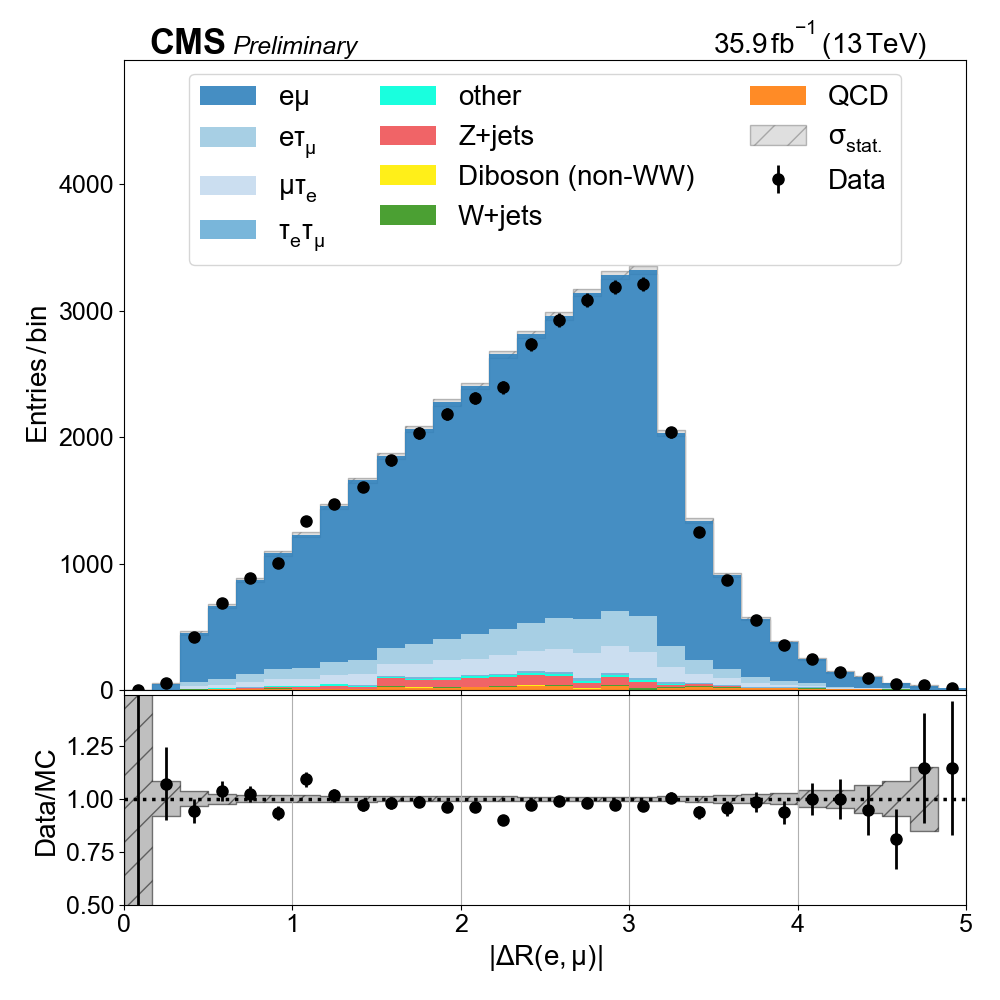 CMS Preliminary
35.9 fb⁻¹ (13 TeV)
eμ
eτμ
μτe
τeτμ
other
Z+jets
Diboson (non-WW)
W+jets
QCD
σstat.
Data
Entries / bin
4000
3000
2000
1000
0
Data/MC
1.25
1.00
0.75
0.50
0 1 2 3 4 5
|ΔR(e, μ)|